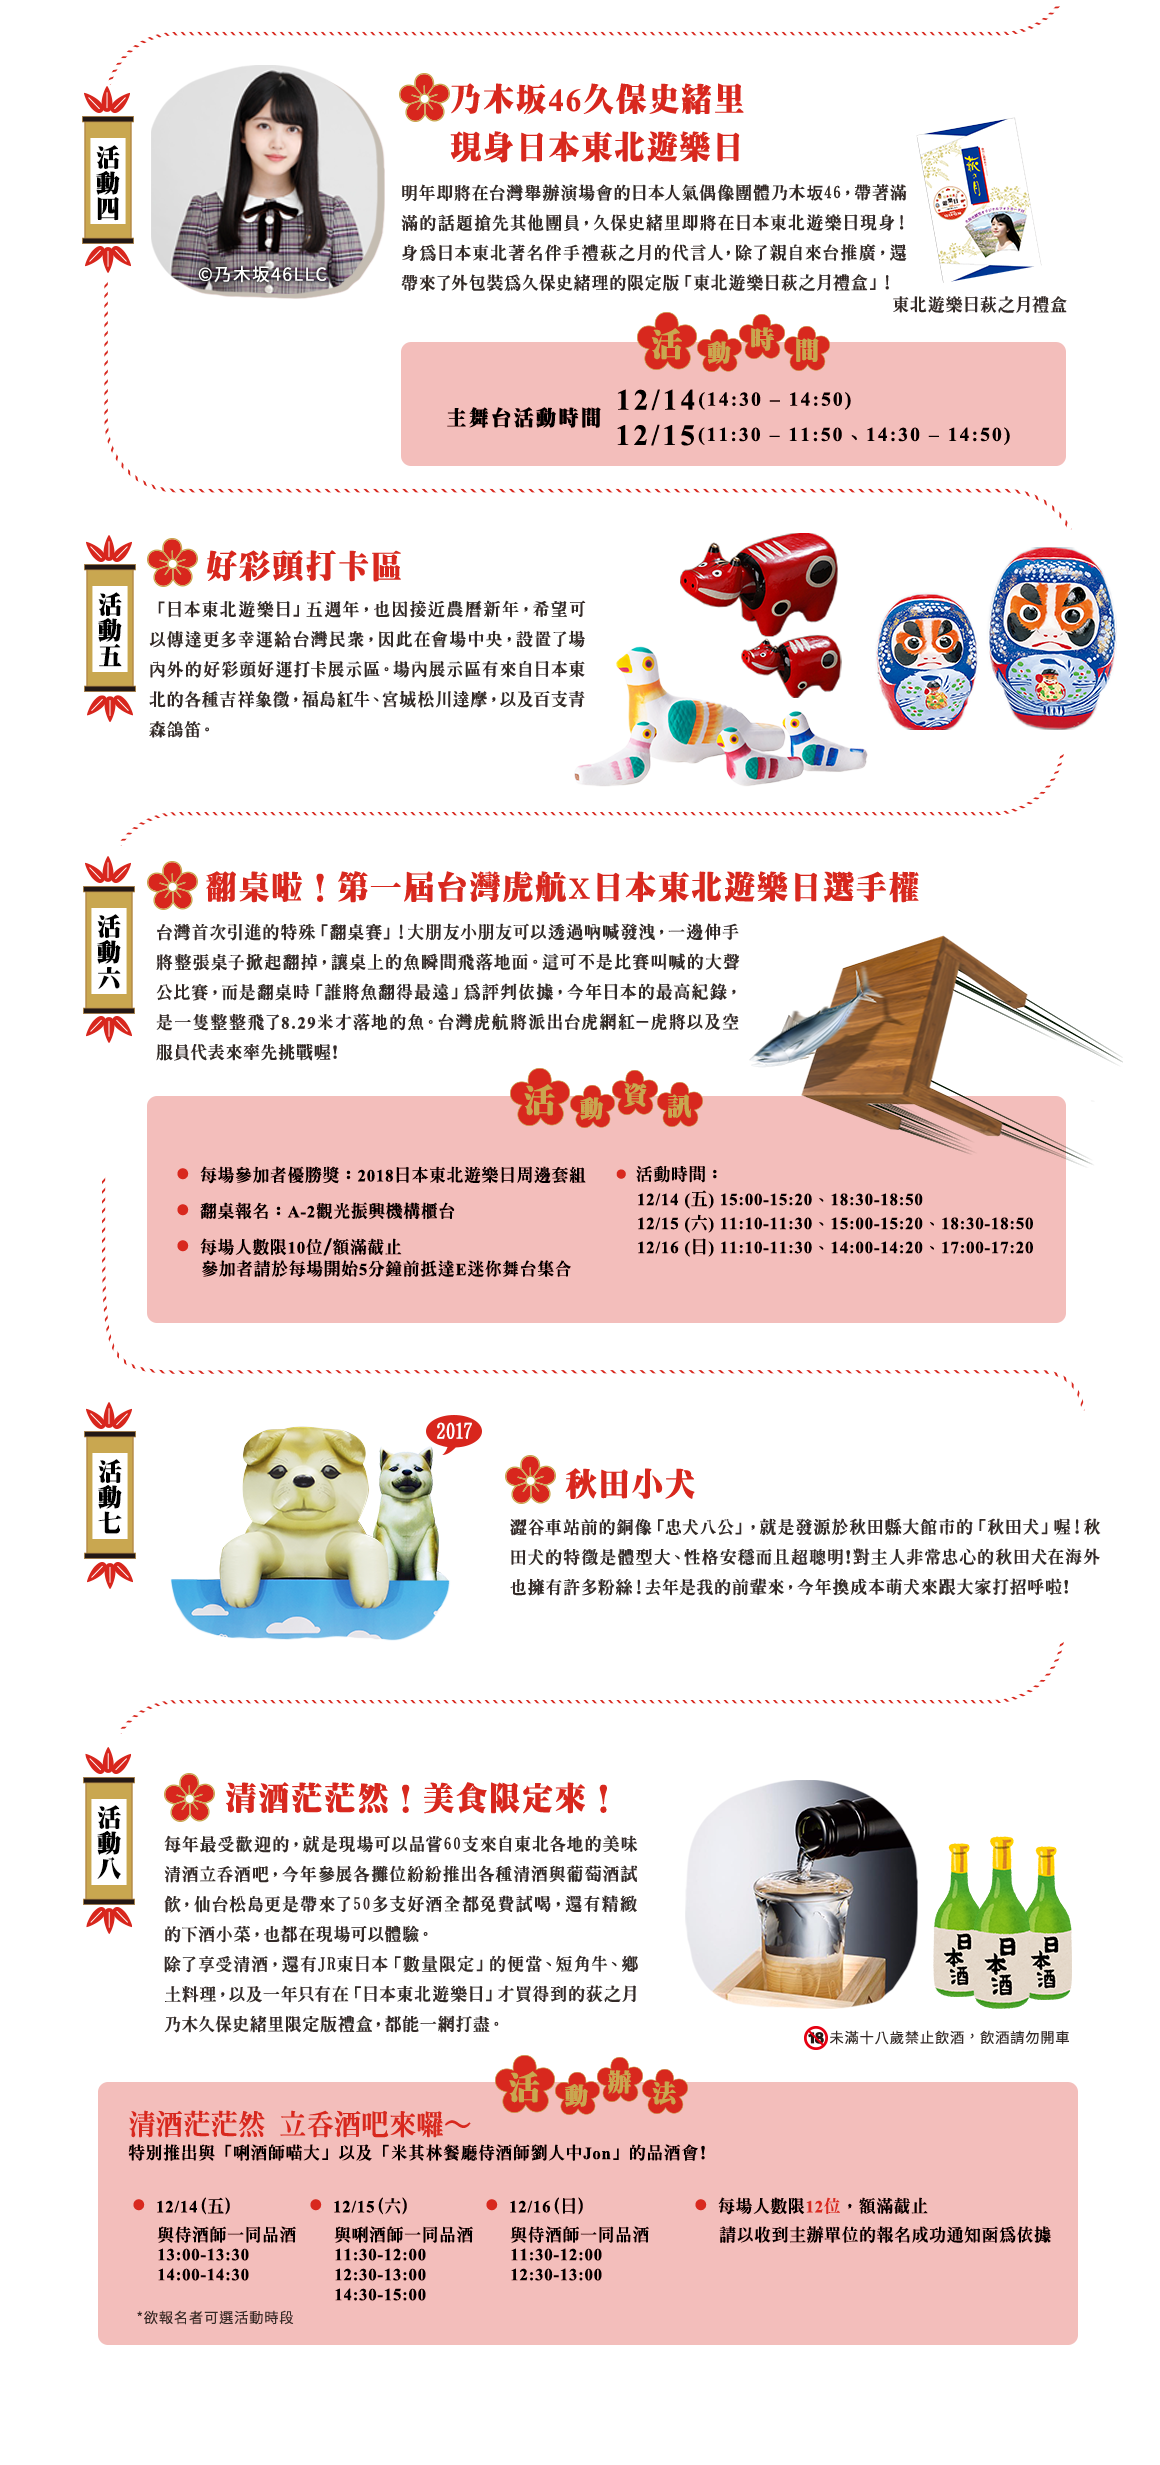 活動四
©乃木坂46LLC
乃木坂46久保史緒里
現身日本東北遊樂日
明年即將在台灣舉辦演場會的日本人氣偶像團體乃木坂46,帶著滿
滿的話題搶先其他團員,久保史緒里即將在日本東北遊樂日現身!
身為日本東北著名伴手禮萩之月的代言人,除了親自來台推廣,還
帶來了外包裝為久保史緒理的限定版「東北遊樂日萩之月禮盒」!
萩の月
東北遊樂日萩之月禮盒
活動時間
主舞台活動時間
12/14(14:30 – 14:50)
12/15(11:30 – 11:50、14:30 – 14:50)
活動五
好彩頭打卡區
「日本東北遊樂日」五週年,也因接近農曆新年,希望可
以傳達更多幸運給台灣民眾,因此在會場中央,設置了場
內外的好彩頭好運打卡展示區。場內展示區有來自日本東
北的各種吉祥象徵,福島紅牛、宮城松川達摩,以及百支青
森鴿笛。
活動六
翻桌啦!第一屆台灣虎航X日本東北遊樂日選手權
台灣首次引進的特殊「翻桌賽」!大朋友小朋友可以透過吶喊發洩,一邊伸手
將整張桌子掀起翻掉,讓桌上的魚瞬間飛落地面。這可不是比賽叫喊的大聲
公比賽,而是翻桌時「誰將魚翻得最遠」為評判依據,今年日本的最高紀錄,
是一隻整整飛了8.29米才落地的魚。台灣虎航將派出台虎網紅—虎將以及空
服員代表來率先挑戰喔!
活動資訊
每場參加者優勝獎:2018日本東北遊樂日周邊套組
翻桌報名:A-2觀光振興機構櫃台
每場人數限10位/額滿截止
參加者請於每場開始5分鐘前抵達E迷你舞台集合
活動時間:
12/14 (五) 15:00-15:20、18:30-18:50
12/15 (六) 11:10-11:30、15:00-15:20、18:30-18:50
12/16 (日) 11:10-11:30、14:00-14:20、17:00-17:20
活動七
2017
秋田小犬
澀谷車站前的銅像「忠犬八公」,就是發源於秋田縣大館市的「秋田犬」喔!秋
田犬的特徵是體型大、性格安穩而且超聰明!對主人非常忠心的秋田犬在海外
也擁有許多粉絲!去年是我的前輩來,今年換成本萌犬來跟大家打招呼啦!
活動八
清酒茫茫然!美食限定來!
每年最受歡迎的,就是現場可以品嘗60支來自東北各地的美味
清酒立吞酒吧,今年參展各攤位紛紛推出各種清酒與葡萄酒試
飲,仙台松島更是帶來了50多支好酒全都免費試喝,還有精緻
的下酒小菜,也都在現場可以體驗。
除了享受清酒,還有JR東日本「數量限定」的便當、短角牛、鄉
土料理,以及一年只有在「日本東北遊樂日」才買得到的荻之月
乃木久保史緒里限定版禮盒,都能一網打盡。
日本酒
日本酒
日本酒
18
未滿十八歲禁止飲酒,飲酒請勿開車
活動辦法
清酒茫茫然 立吞酒吧來囉~
特別推出與「唎酒師喵大」以及「米其林餐廳侍酒師劉人中Jon」的品酒會!
12/14(五)
與侍酒師一同品酒
13:00-13:30
14:00-14:30
12/15(六)
與唎酒師一同品酒
11:30-12:00
12:30-13:00
14:30-15:00
12/16(日)
與侍酒師一同品酒
11:30-12:00
12:30-13:00
每場人數限12位,額滿截止
請以收到主辦單位的報名成功通知函為依據
*欲報名者可選活動時段